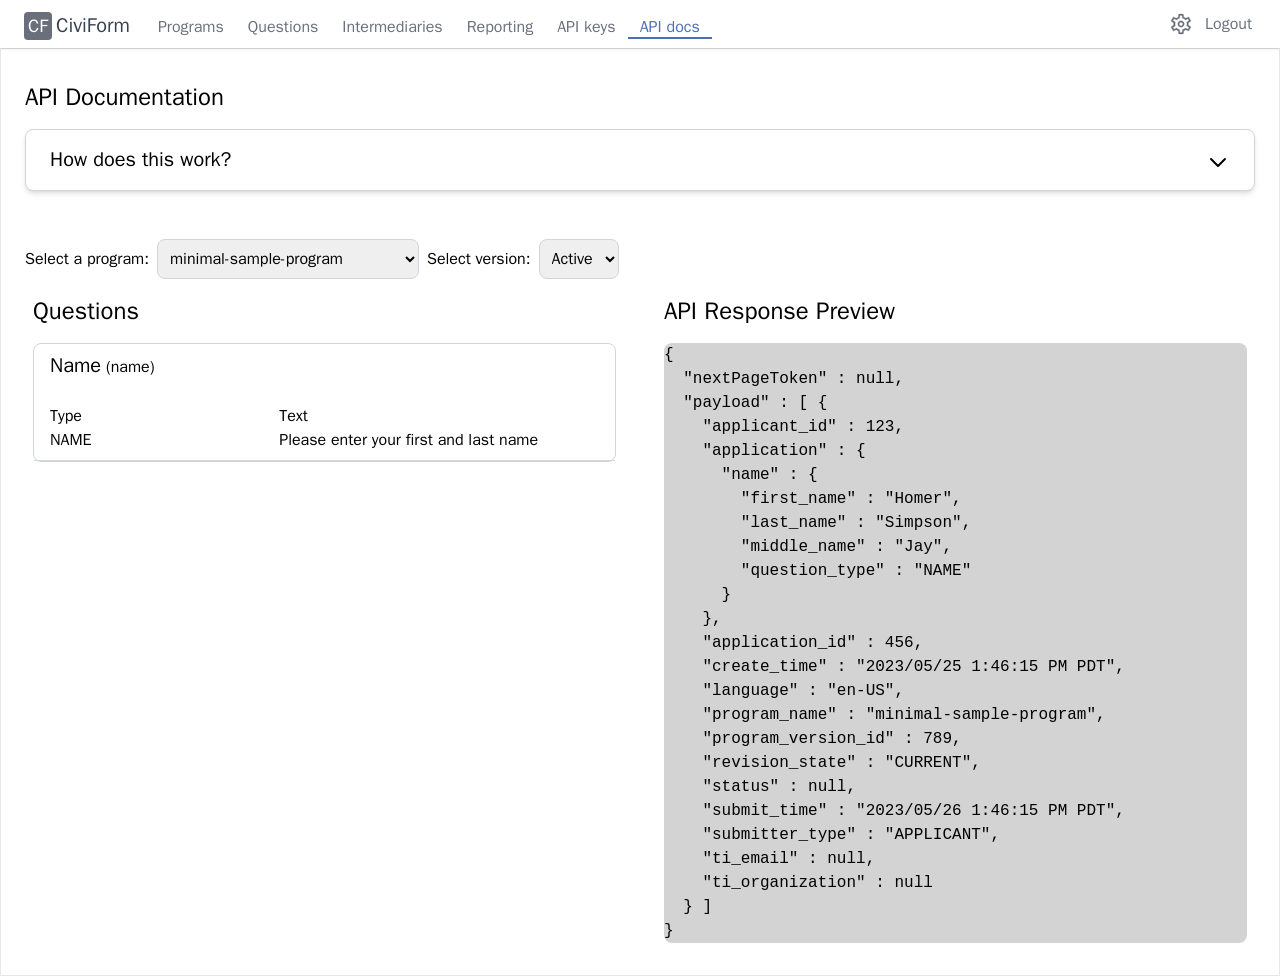 CF CiviForm Programs Questions Intermediaries Reporting API keys API docs Logout
API Documentation
How does this work?
Select a program: minimal-sample-program Select version: Active
Questions
Name (name)
Type Text
NAME Please enter your first and last name
API Response Preview
{
  "nextPageToken" : null,
  "payload" : [ {
    "applicant_id" : 123,
    "application" : {
      "name" : {
        "first_name" : "Homer",
        "last_name" : "Simpson",
        "middle_name" : "Jay",
        "question_type" : "NAME"
      }
    },
    "application_id" : 456,
    "create_time" : "2023/05/25 1:46:15 PM PDT",
    "language" : "en-US",
    "program_name" : "minimal-sample-program",
    "program_version_id" : 789,
    "revision_state" : "CURRENT",
    "status" : null,
    "submit_time" : "2023/05/26 1:46:15 PM PDT",
    "submitter_type" : "APPLICANT",
    "ti_email" : null,
    "ti_organization" : null
  } ]
}